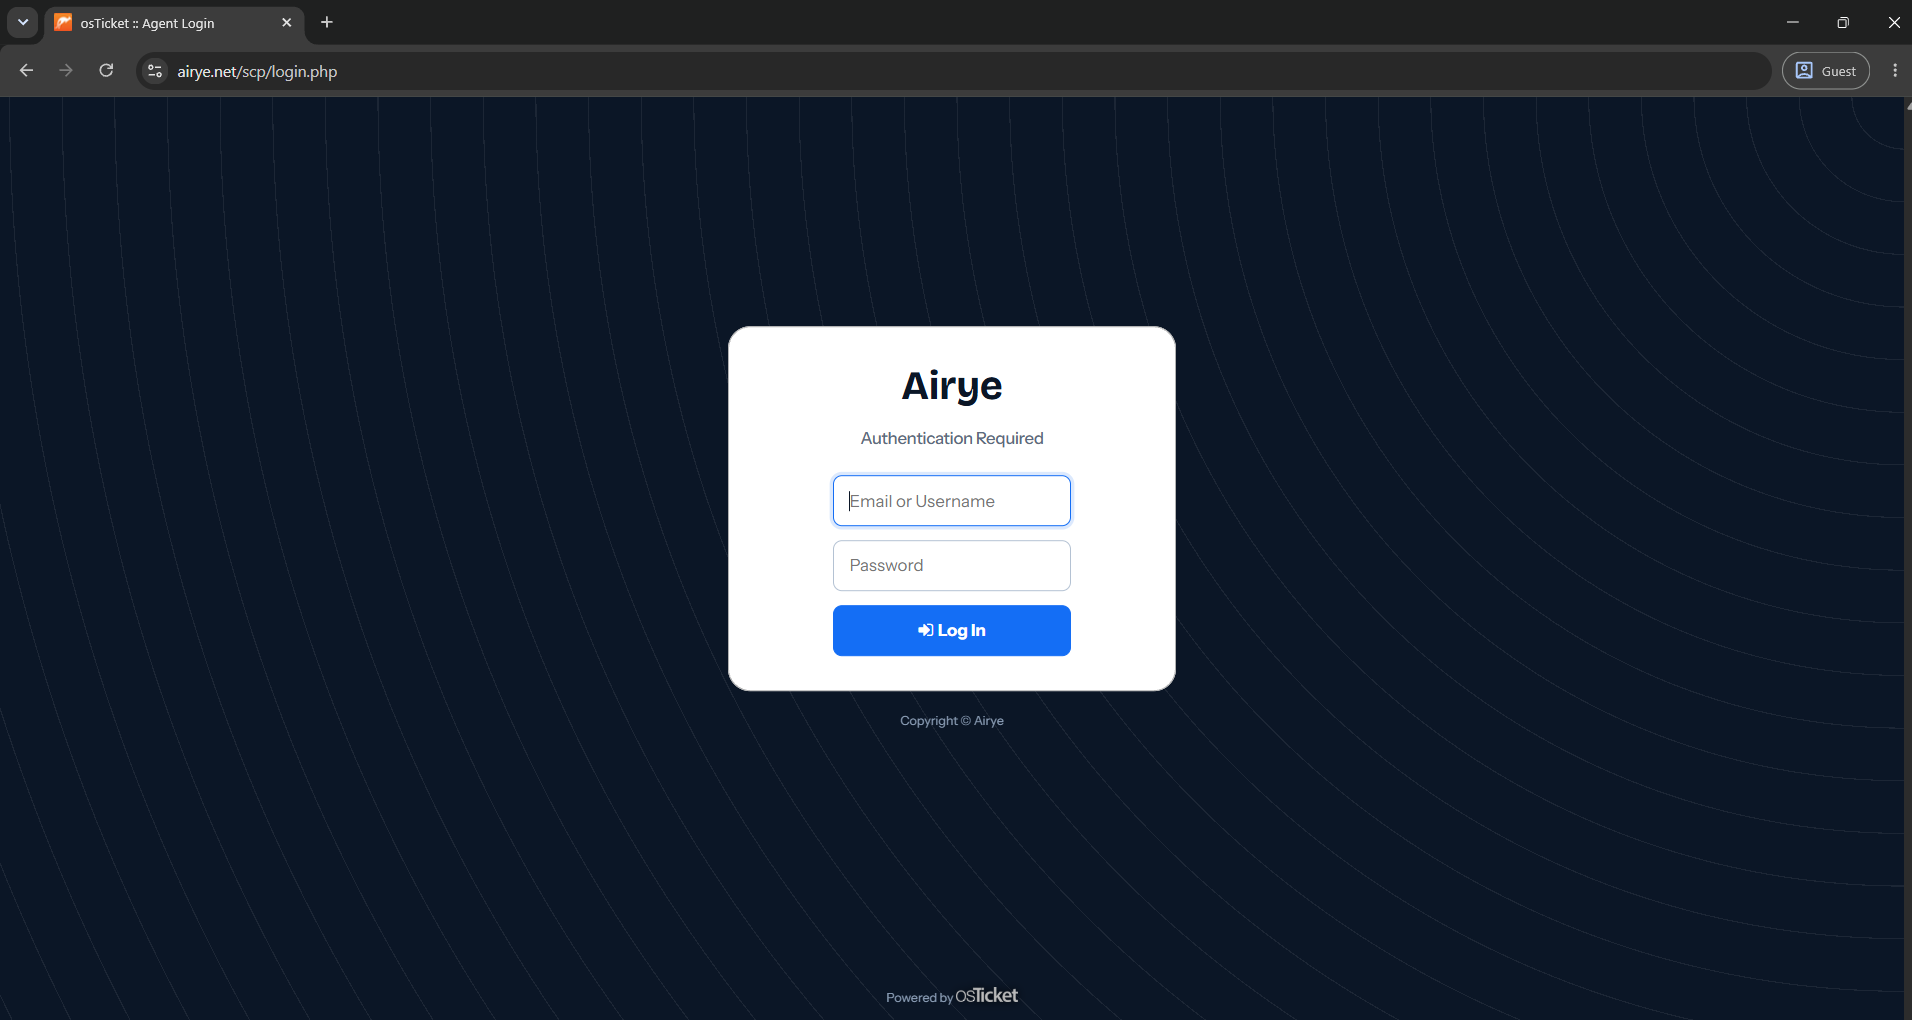 osTicket :: Agent Login
airye.net/scp/login.php
Guest
Airye
Authentication Required
Email or Username
Password
Log In
Copyright © Airye
Powered by osTicket